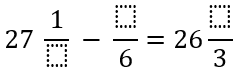 27 1/⬚ − ⬚/6 = 26 ⬚/3